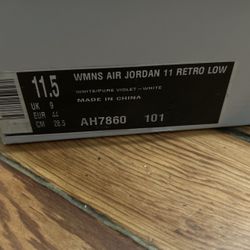 11.5
UK 9
EUR 44
CM 28.5
WMNS AIR JORDAN 11 RETRO LOW
WHITE/PURE VIOLET-WHITE
MADE IN CHINA
AH7860 101